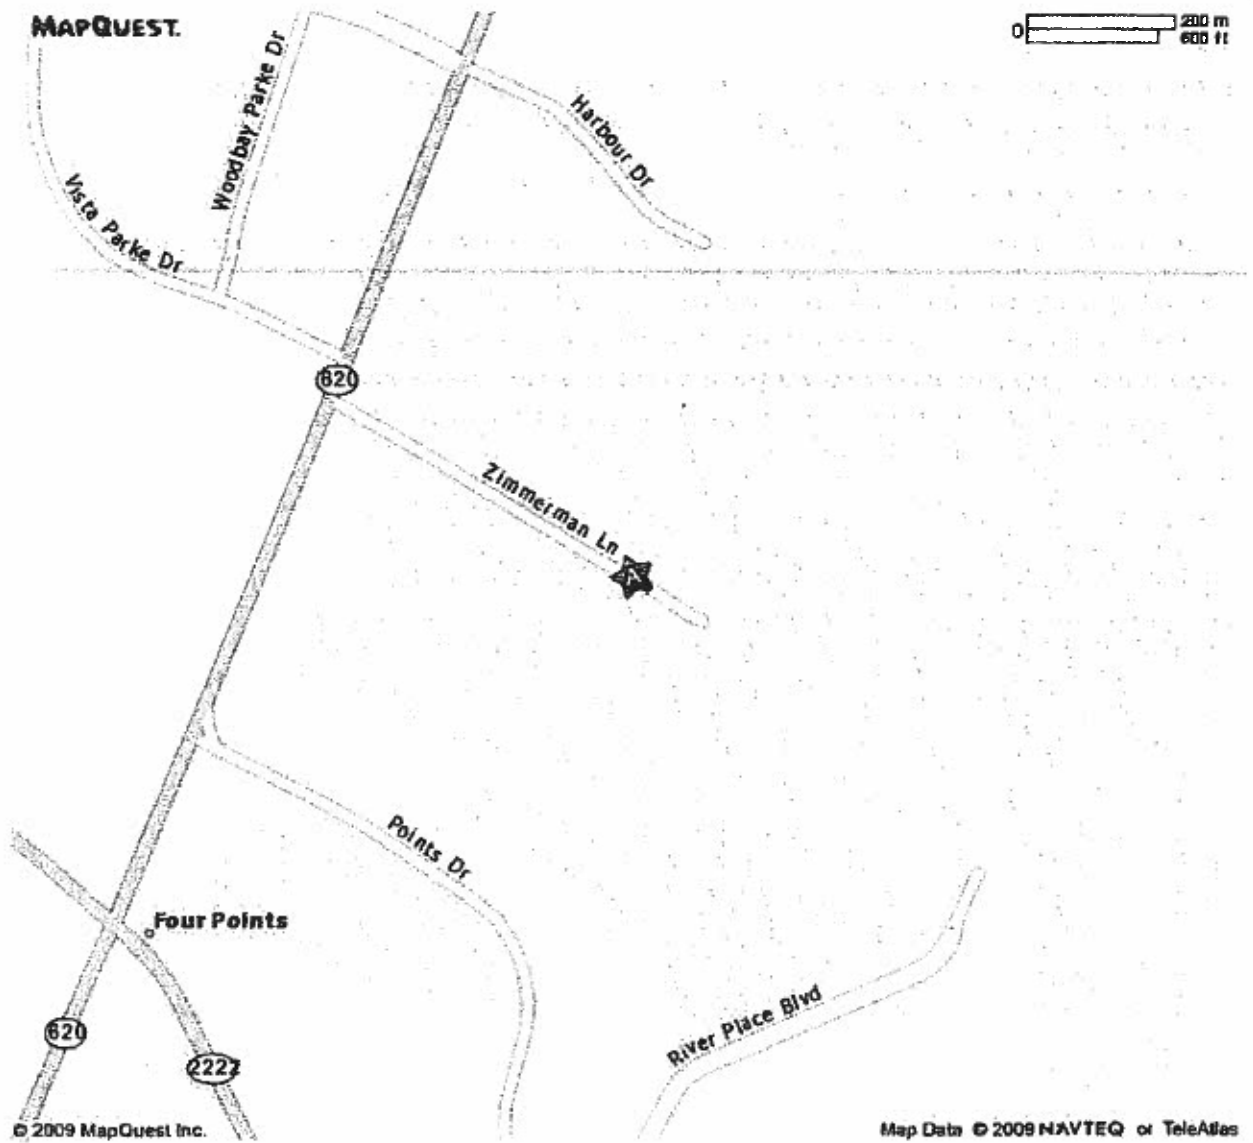 MAPQUEST.
0
200 m
600 ft
Woodbay Parke Dr
Harbour Dr
Vista Parke Dr
620
Zimmerman Ln
Points Dr
Four Points
River Place Blvd
620
2222
© 2009 MapQuest Inc.
Map Data © 2009 NAVTEQ or TeleAtlas